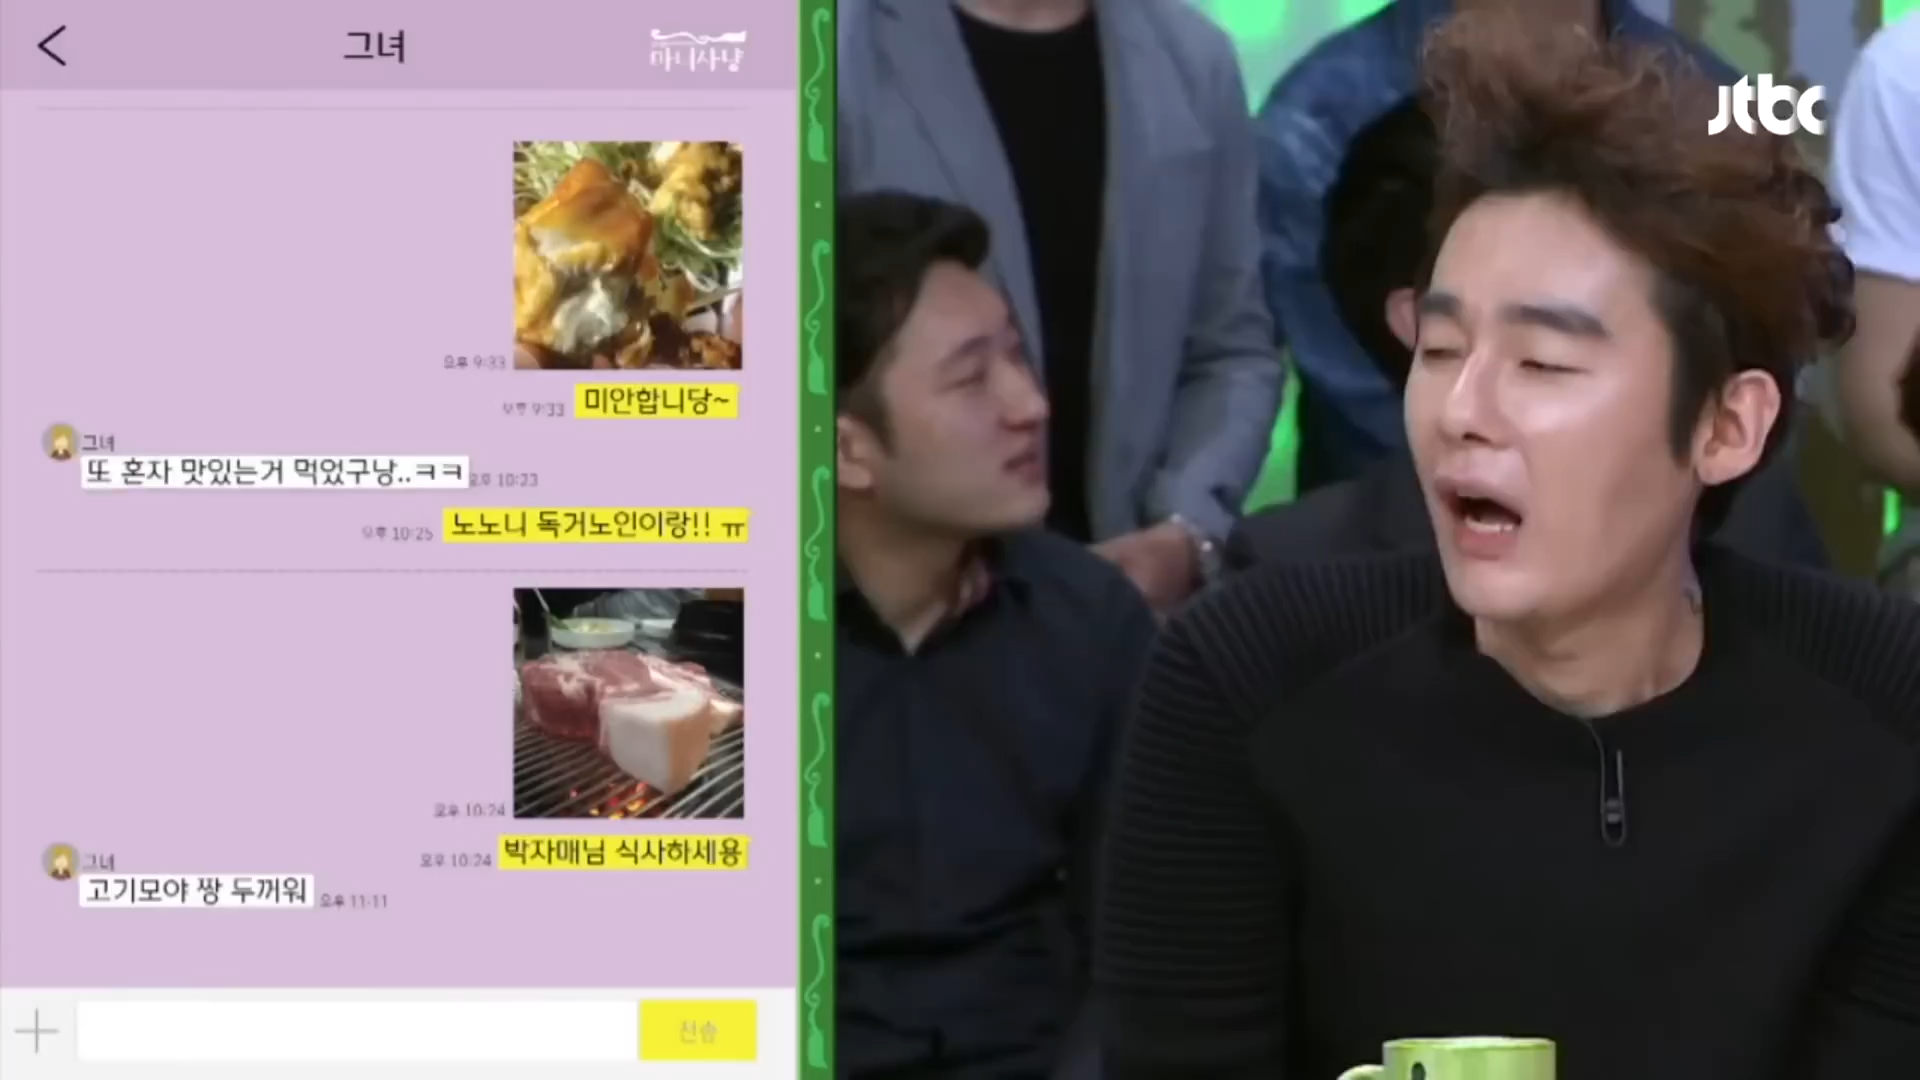 그녀
마녀사냥
jtbc
오후 9:33
오후 9:33 미안합니당~
그녀
또 혼자 맛있는거 먹었구낭..ㅋㅋ 오후 10:23
오후 10:25 노노니 독거노인이랑!! ㅠ
오후 10:24
오후 10:24 박자매님 식사하세용
그녀
고기모야 짱 두꺼워 오후 11:11
전송